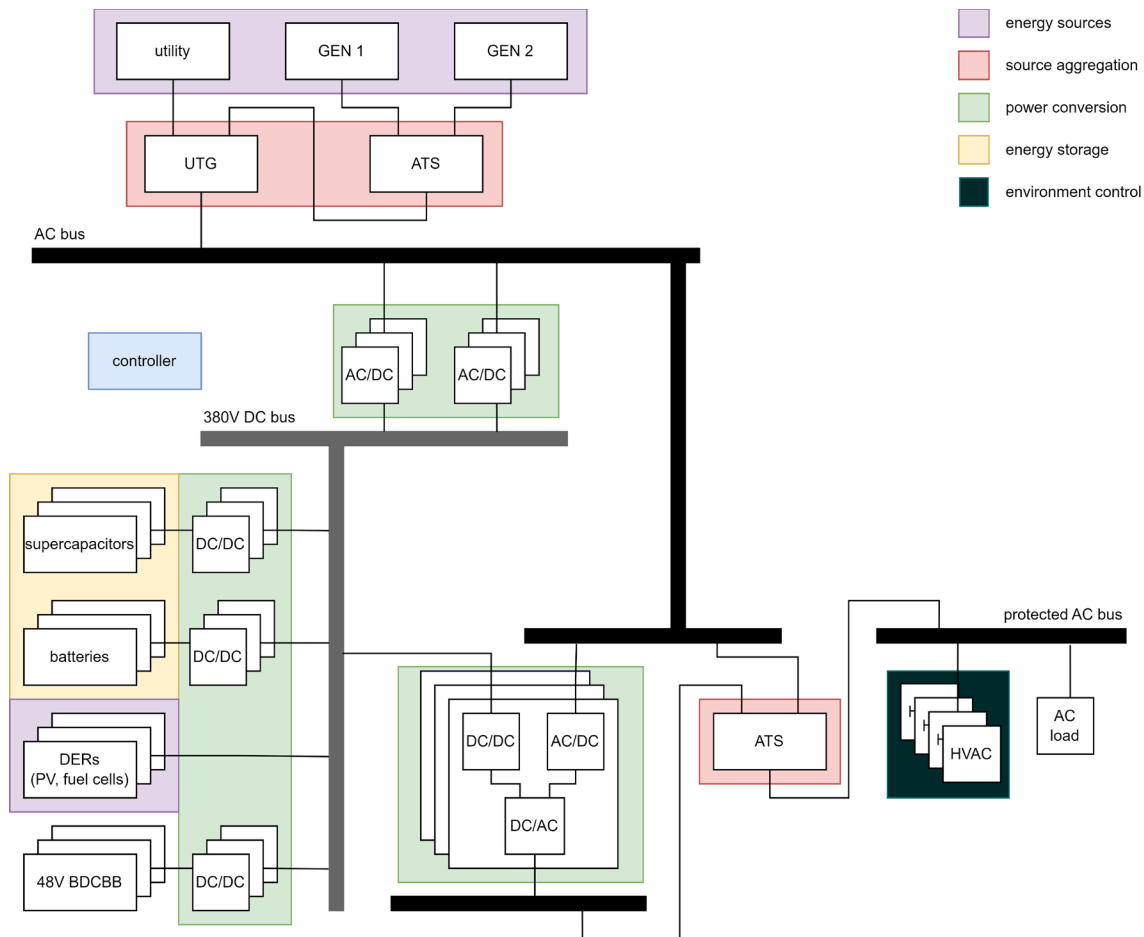 utility
GEN 1
GEN 2
energy sources
source aggregation
power conversion
energy storage
environment control
UTG
ATS
AC bus
controller
AC/DC
AC/DC
380V DC bus
supercapacitors
DC/DC
batteries
DC/DC
DERs
(PV, fuel cells)
48V BDCBB
DC/DC
DC/DC
AC/DC
DC/AC
ATS
protected AC bus
HVAC
AC
load